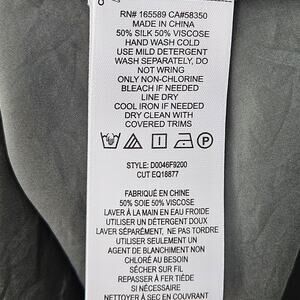 RN# 165589 CA#58350
MADE IN CHINA
50% SILK 50% VISCOSE
HAND WASH COLD
USE MILD DETERGENT
WASH SEPARATELY, DO
NOT WRING
ONLY NON-CHLORINE
BLEACH IF NEEDED
LINE DRY
COOL IRON IF NEEDED
DRY CLEAN WITH
COVERED TRIMS
P
STYLE: D0046F9200
CUT EQ18877
FABRIQUÉ EN CHINE
50% SOIE 50% VISCOSE
LAVER À LA MAIN EN EAU FROIDE
UTILISER UN DÉTERGENT DOUX
LAVER SÉPARÉMENT, NE PAS TORDRE
UTILISER SEULEMENT UN
AGENT DE BLANCHIMENT NON
CHLORÉ AU BESOIN
SÉCHER SUR FIL
REPASSER À FER TIÈDE
SI NÉCESSAIRE
NETTOYER À SEC EN COUVRANT